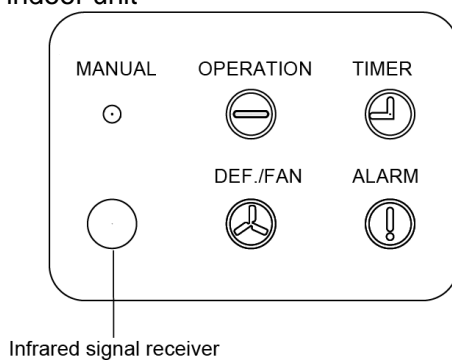 indoor unit
MANUAL OPERATION TIMER
DEF./FAN ALARM
Infrared signal receiver